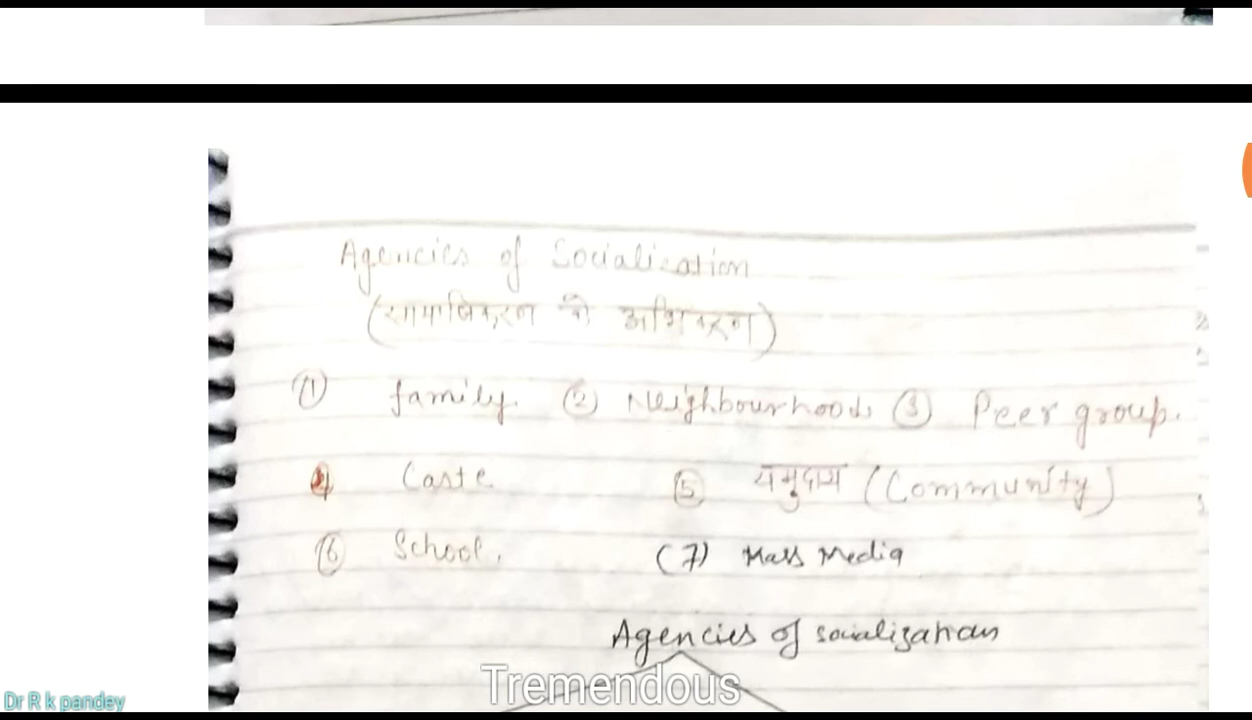 Agencies of Socialization
(सामाजिकरण के अभिकरण)
(1) family. (2) Neighbourhood. (3) Peer group.
4 Caste (5) समुदाय (Community)
(6) School. (7) Mass Media
Agencies of socialization
Tremendous
Dr R k pandey